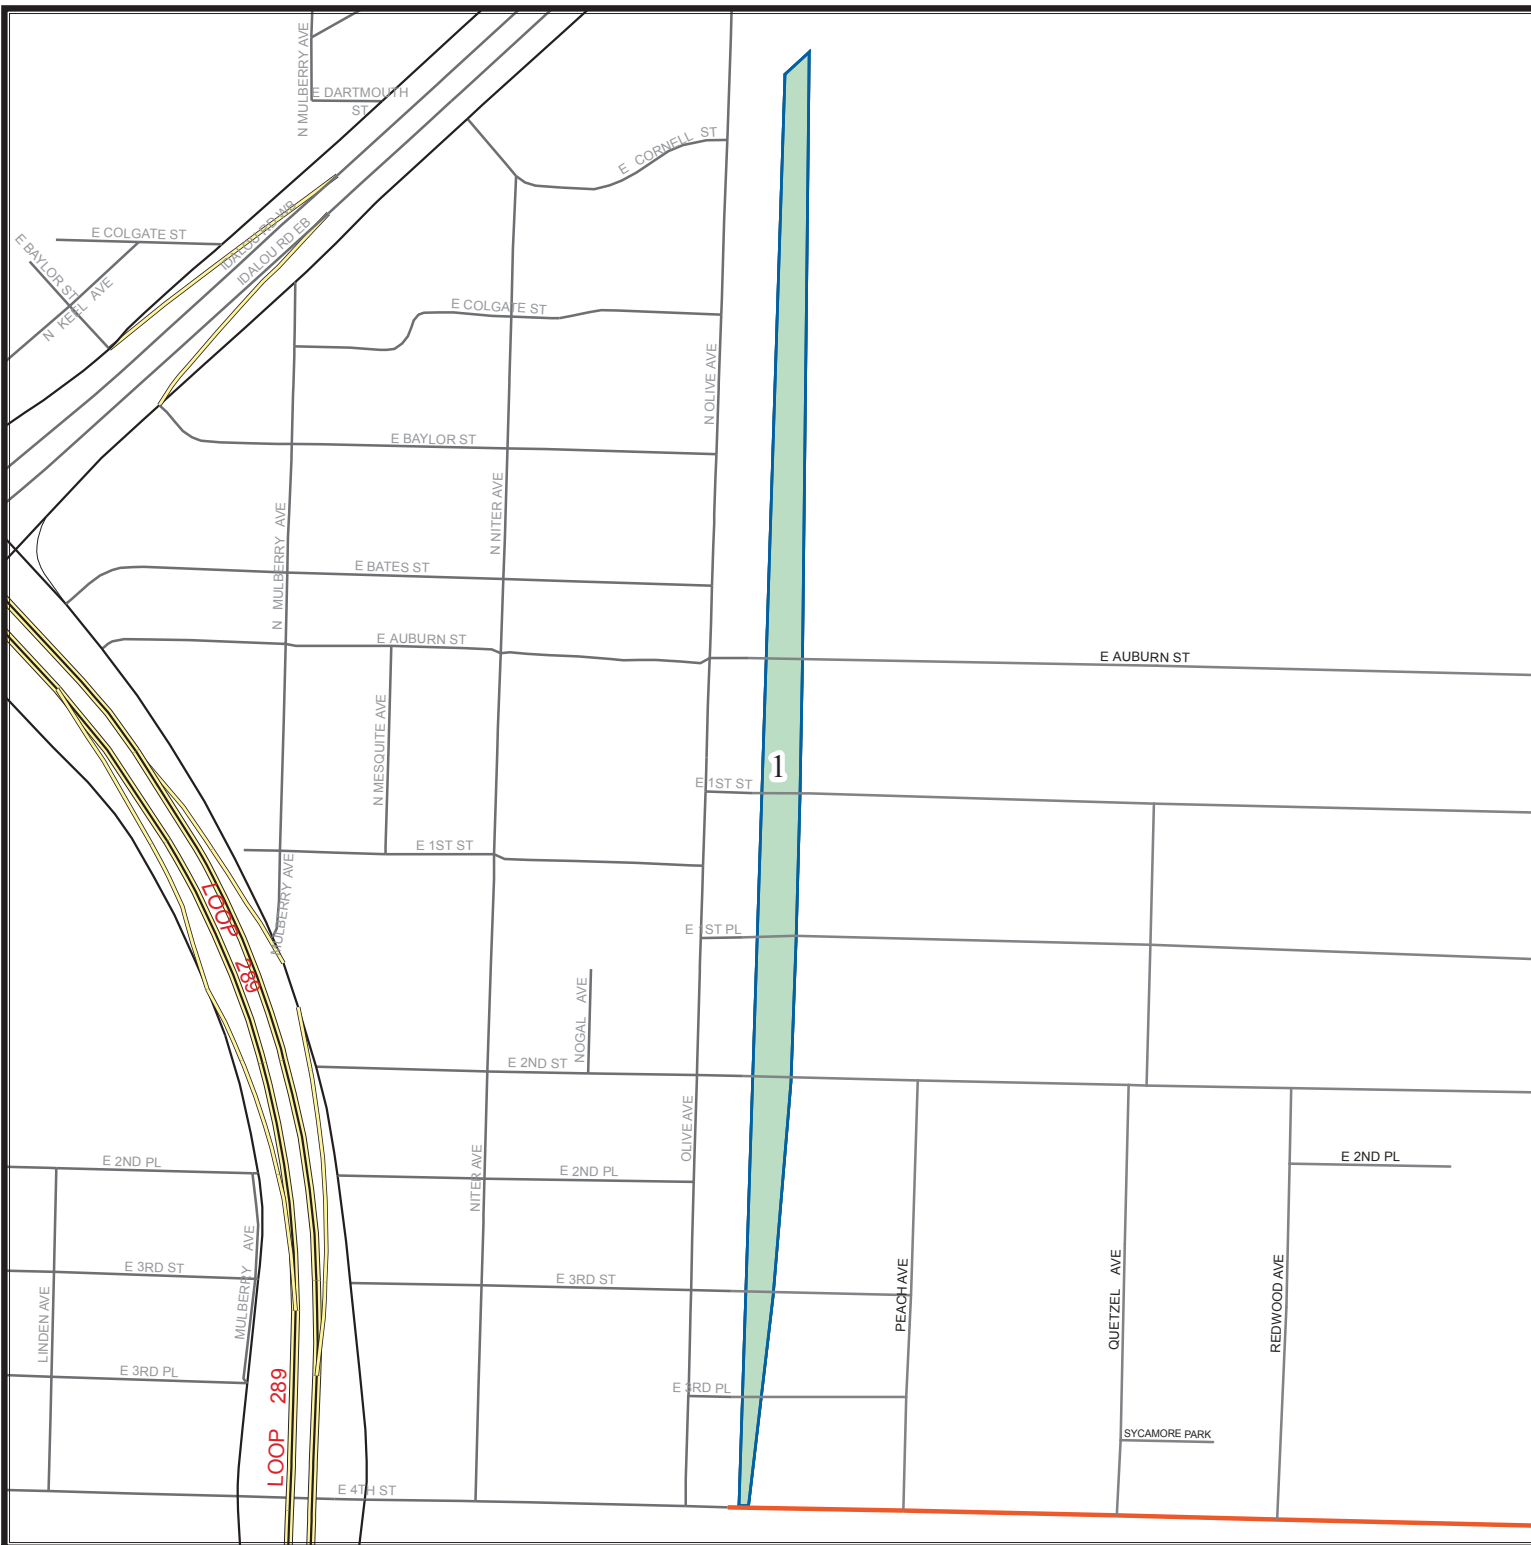 N MULBERRY AVE
E DARTMOUTH
ST
E CORNELL ST
E COLGATE ST
E BAYLOR ST
N KEEL AVE
IDALOU RD WB
IDALOU RD EB
E COLGATE ST
N OLIVE AVE
E BAYLOR ST
N NITER AVE
N MULBERRY AVE
E BATES ST
E AUBURN ST
E AUBURN ST
N MESQUITE AVE
1
E 1ST ST
E 1ST ST
MULBERRY AVE
LOOP 289
E 1ST PL
NOGAL AVE
E 2ND ST
OLIVE AVE
E 2ND PL
NITER AVE
E 2ND PL
E 2ND PL
MULBERRY AVE
E 3RD ST
E 3RD ST
PEACH AVE
QUETZEL AVE
REDWOOD AVE
LINDEN AVE
E 3RD PL
LOOP 289
E 3RD PL
SYCAMORE PARK
E 4TH ST